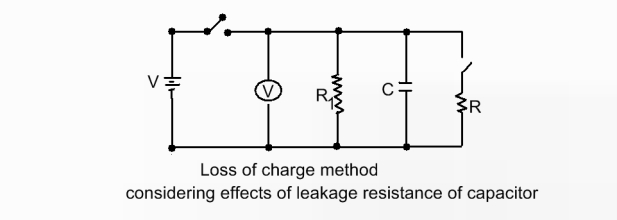 V
V
R1
C
R
Loss of charge method
considering effects of leakage resistance of capacitor